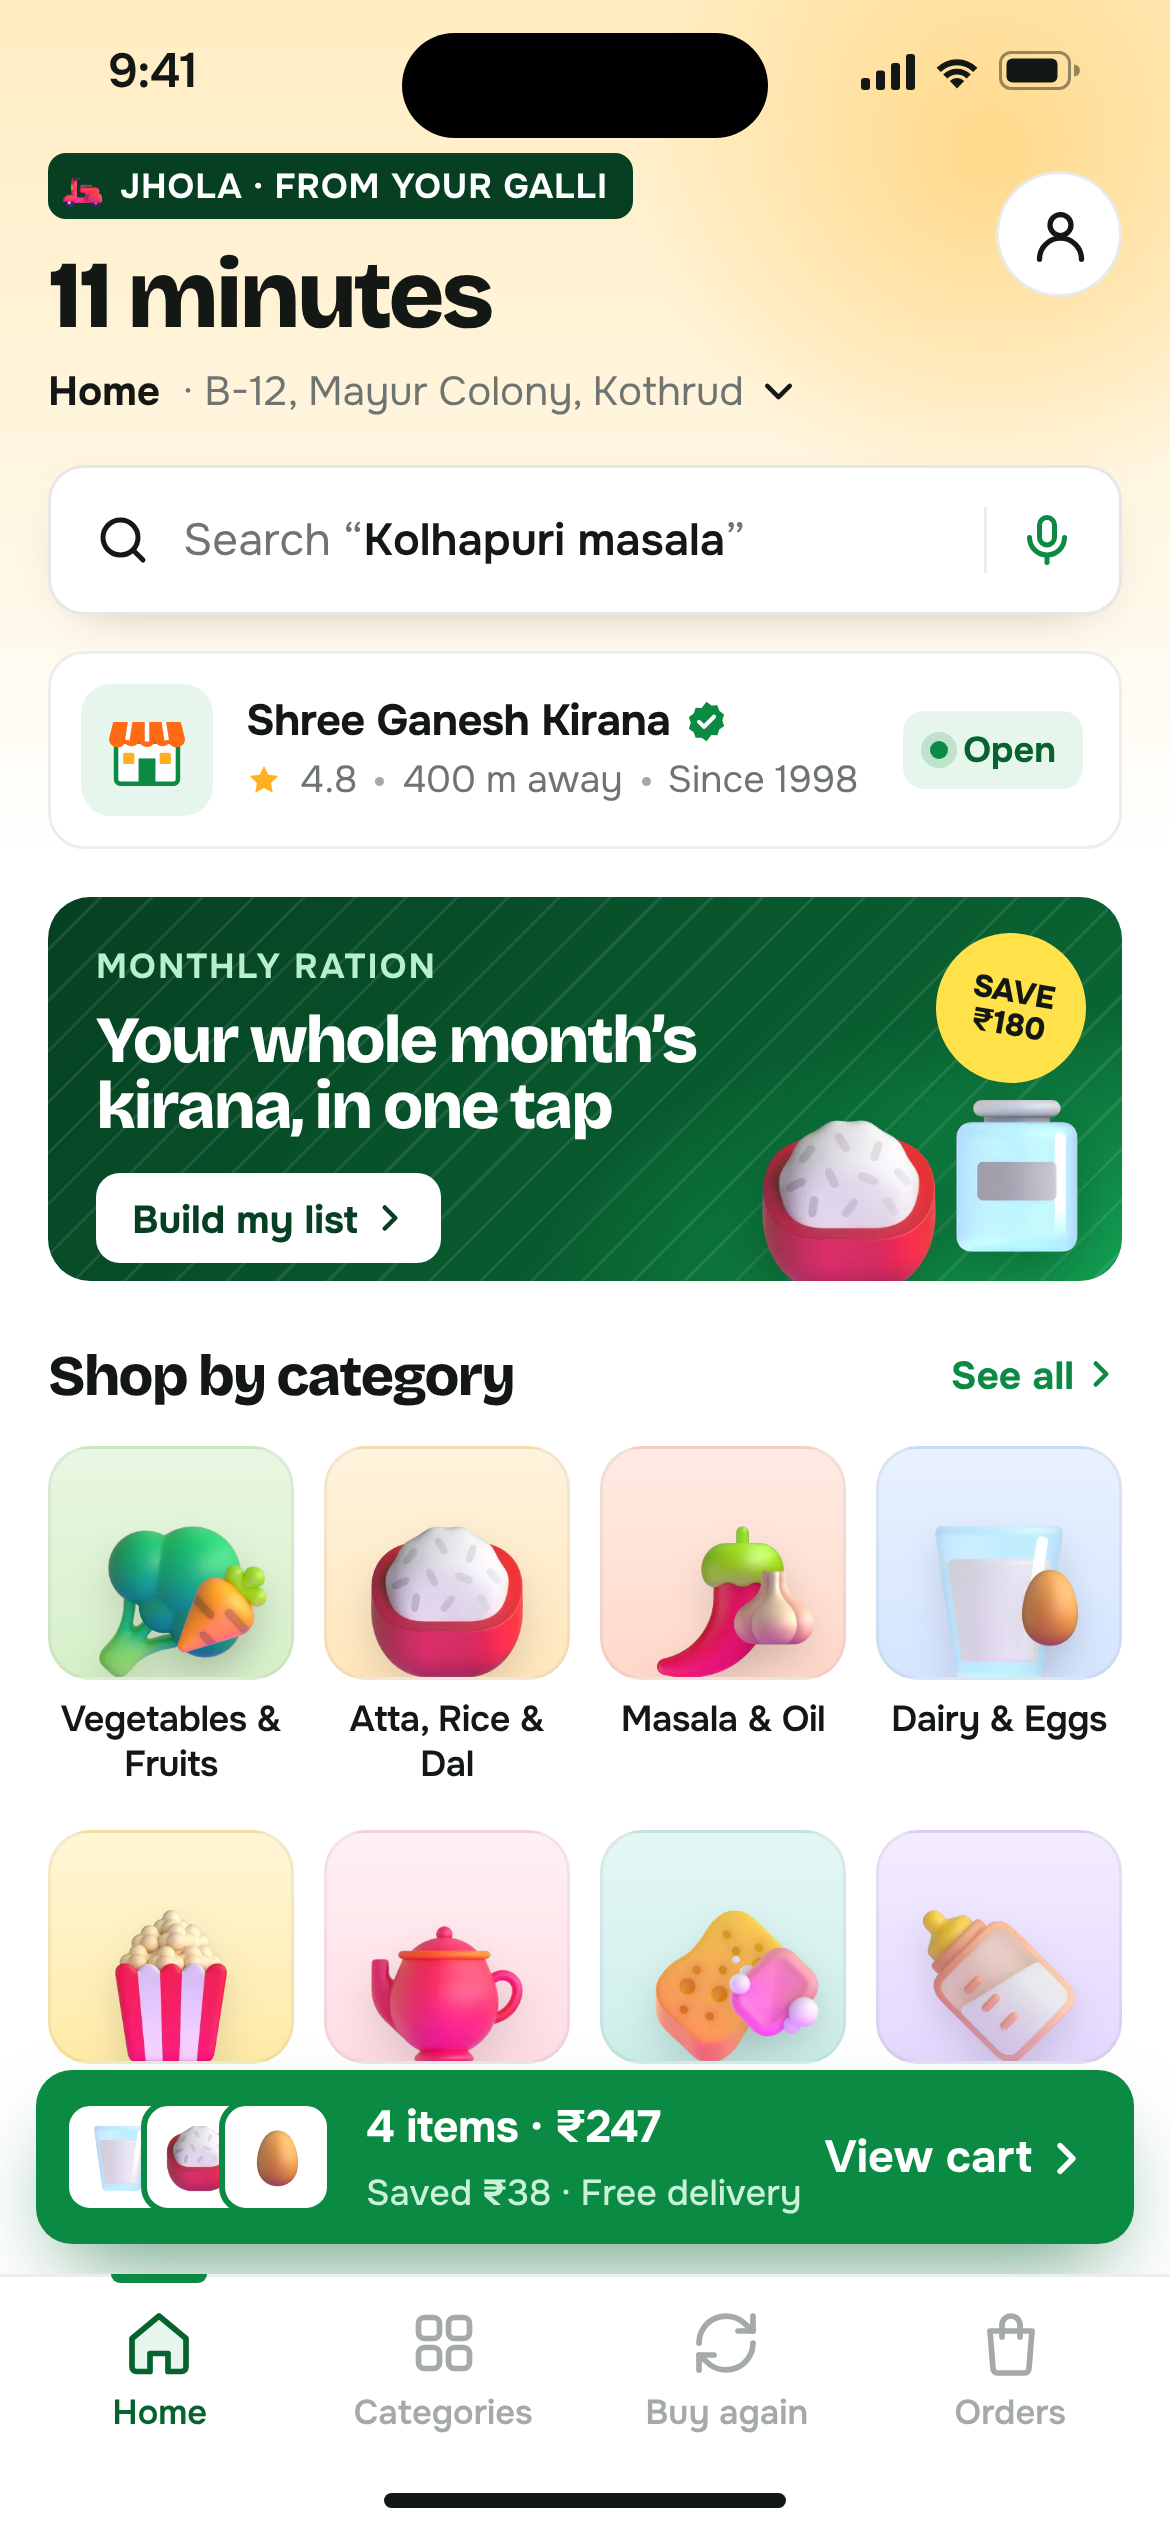 9:41
JHOLA · FROM YOUR GALLI
11 minutes
Home · B-12, Mayur Colony, Kothrud
Search “Kolhapuri masala”
Shree Ganesh Kirana
4.8 • 400 m away • Since 1998
Open
MONTHLY RATION
Your whole month’s
kirana, in one tap
Build my list
SAVE
₹180
Shop by category
See all
Vegetables &
Fruits
Atta, Rice &
Dal
Masala & Oil
Dairy & Eggs
4 items · ₹247
Saved ₹38 · Free delivery
View cart
Home
Categories
Buy again
Orders